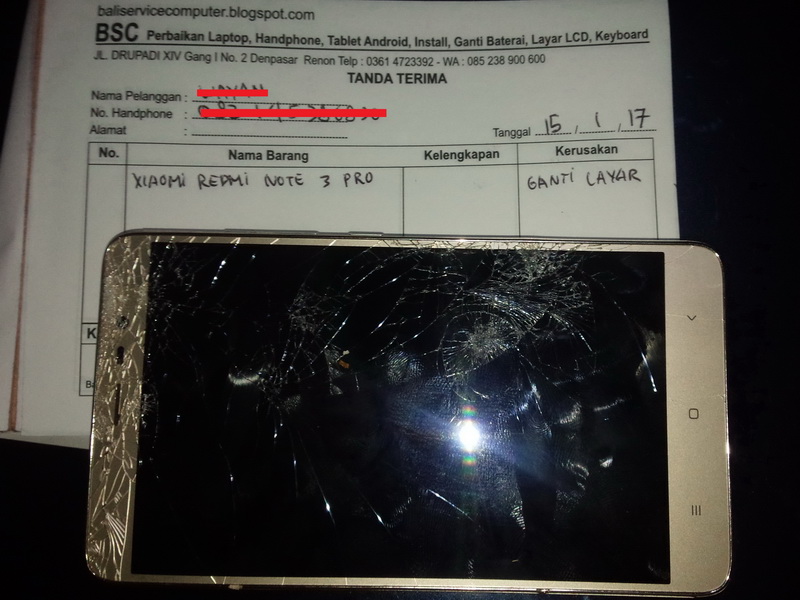 baliservicecomputer.blogspot.com
BSC Perbaikan Laptop, Handphone, Tablet Android, Install, Ganti Baterai, Layar LCD, Keyboard
JL. DRUPADI XIV Gang I No. 2 Denpasar Renon Telp : 0361 4723392 - WA : 085 238 900 600
TANDA TERIMA
Nama Pelanggan :
No. Handphone :
Alamat :
Tanggal 15, 1, 17
No. Nama Barang Kelengkapan Kerusakan
XIAOMI REDMI NOTE 3 PRO GANTI LAYAR